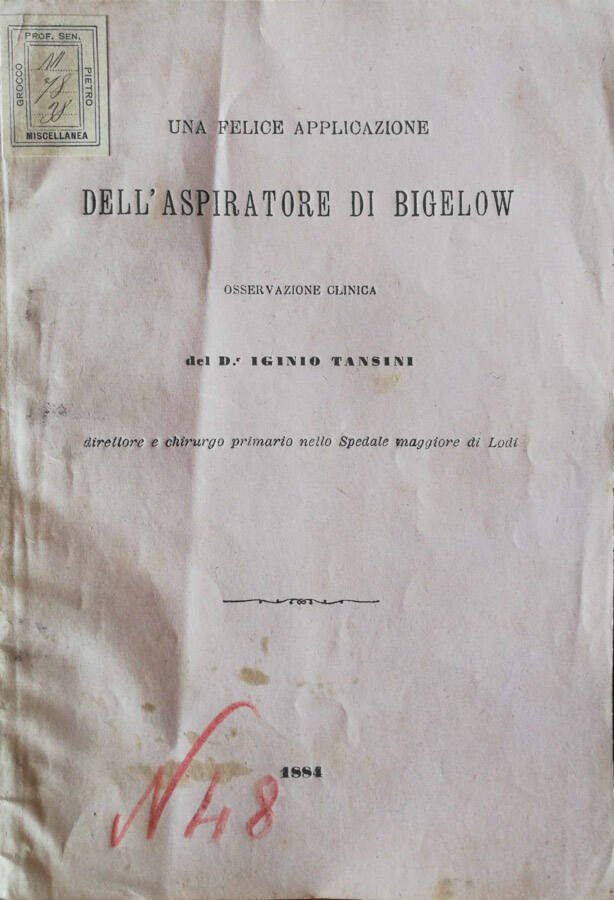 PROF. SEN.
GROCCO
PIETRO
MISCELLANEA
UNA FELICE APPLICAZIONE
DELL'ASPIRATORE DI BIGELOW
OSSERVAZIONE CLINICA
del D.r IGINIO TANSINI
direttore e chirurgo primario nello Spedale maggiore di Lodi
1884
N 48